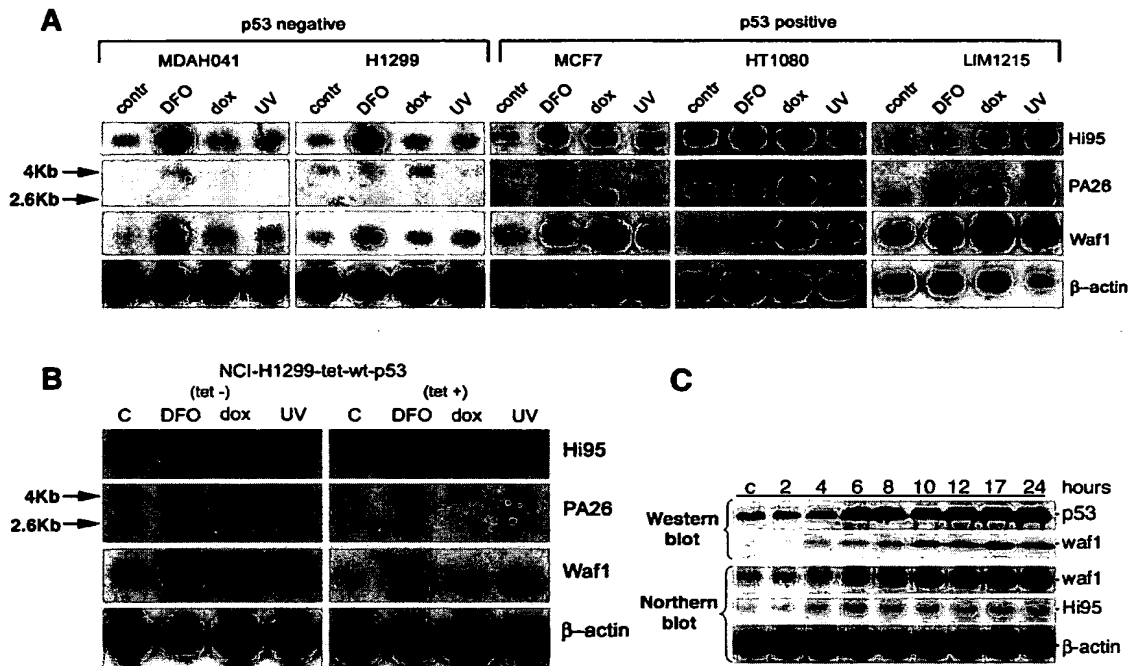 A
p53 negative
p53 positive
MDAH041
H1299
MCF7
HT1080
LIM1215
contr DFO dox UV contr DFO dox UV contr DFO dox UV contr DFO dox UV contr DFO dox UV
Hi95
4Kb
PA26
2.6Kb
Waf1
β-actin
B
NCI-H1299-tet-wt-p53
(tet -)
(tet +)
C DFO dox UV C DFO dox UV
Hi95
4Kb
PA26
2.6Kb
Waf1
β-actin
C
c 2 4 6 8 10 12 17 24 hours
Western blot
p53
waf1
Northern blot
waf1
Hi95
β-actin